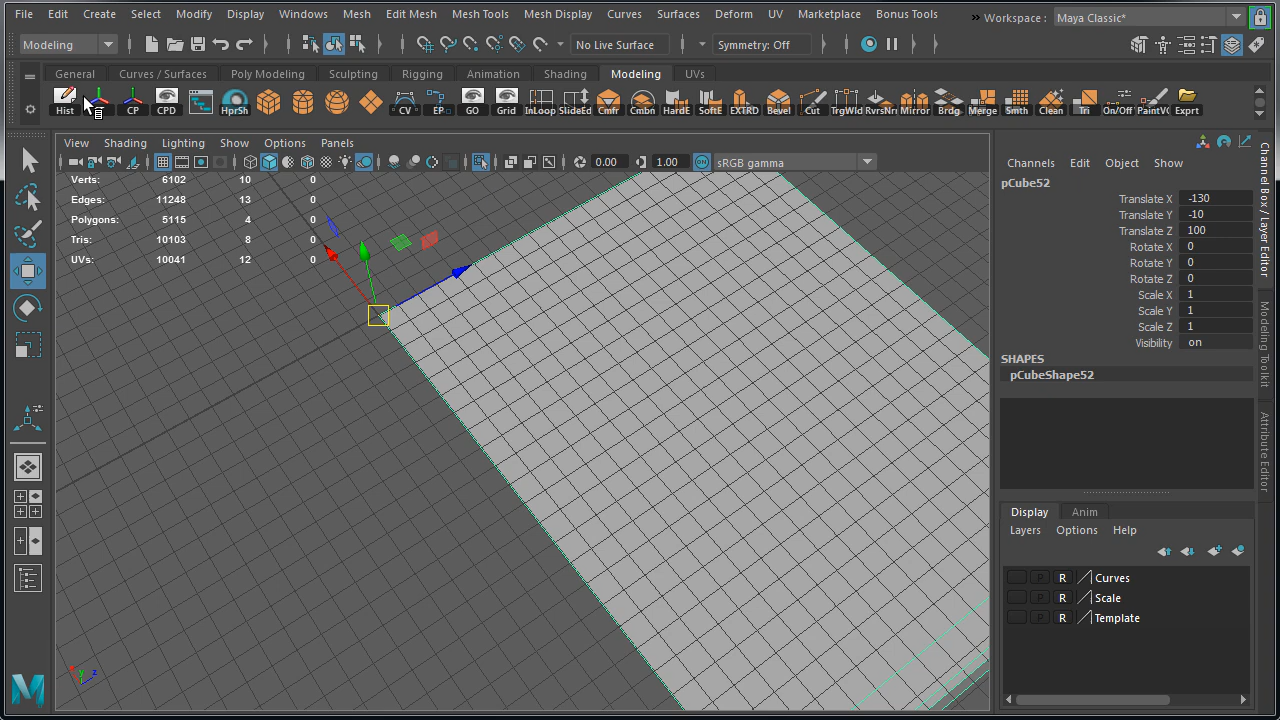 File Edit Create Select Modify Display Windows Mesh Edit Mesh Mesh Tools Mesh Display Curves Surfaces Deform UV Marketplace Bonus Tools Workspace : Maya Classic*
Modeling No Live Surface Symmetry: Off
General Curves / Surfaces Poly Modeling Sculpting Rigging Animation Shading Modeling UVs
Hist CP CPD HprSh CV EP GO Grid InLoop SlideEd Cmfr Cmbn HardE SoftE EXTRD Bevel Cut TrgWld RvrsNr Mirror Brdg Merge Smth Clean Tri On/Off PaintVC Exprt
View Shading Lighting Show Options Panels
0.00 1.00 sRGB gamma
Verts: 6102 10 0
Edges: 11248 13 0
Polygons: 5115 4 0
Tris: 10103 8 0
UVs: 10041 12 0
y
z
Channels Edit Object Show
pCube52
Translate X -130
Translate Y -10
Translate Z 100
Rotate X 0
Rotate Y 0
Rotate Z 0
Scale X 1
Scale Y 1
Scale Z 1
Visibility on
SHAPES
pCubeShape52
Display Anim
Layers Options Help
P R Curves
P R Scale
P R Template
Channel Box / Layer Editor
Modeling Toolkit
Attribute Editor
M